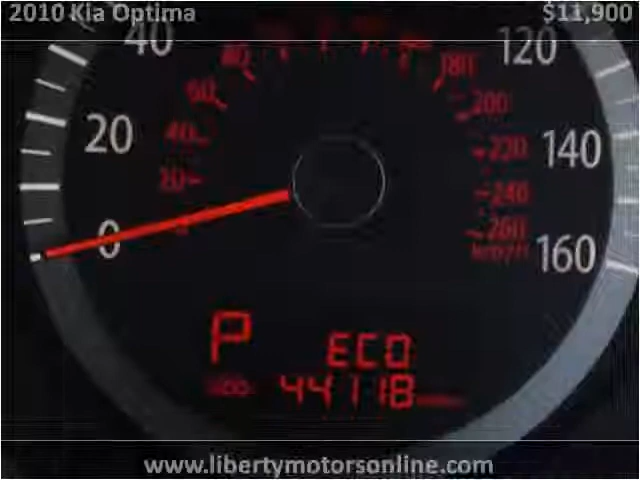 2010 Kia Optima $11,900
40 120
80 180
60 200
20 40 220 140
20 240
0 260 160
km/h
P ECO
ODO 44118
www.libertymotorsonline.com